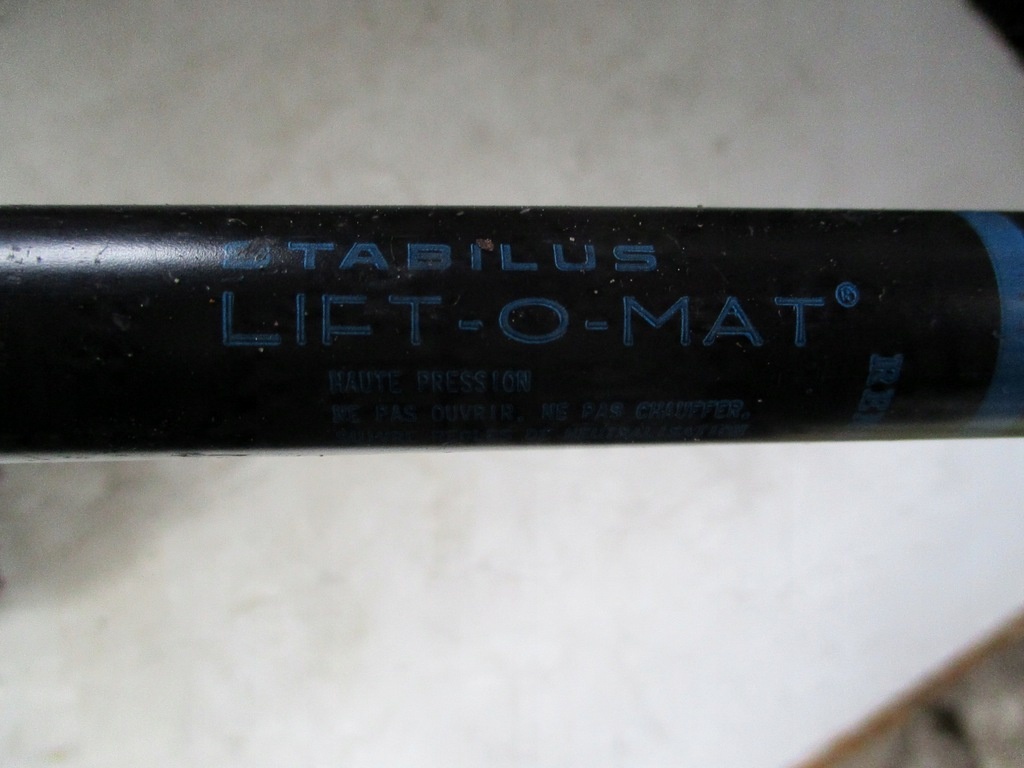 STABILUS
LIFT-O-MAT®
HAUTE PRESSION
NE PAS OUVRIR. NE PAS CHAUFFER.